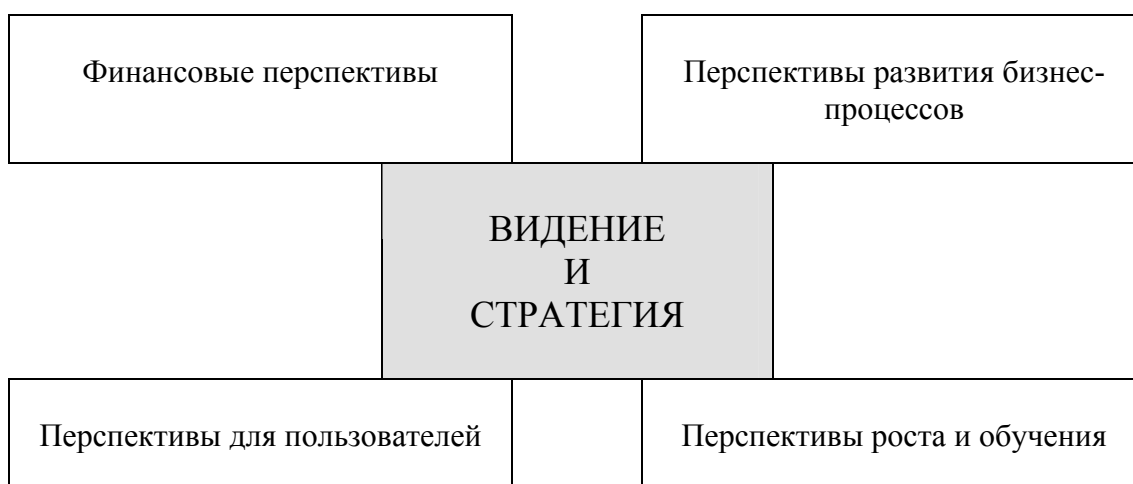 Финансовые перспективы
Перспективы развития бизнес-
процессов
ВИДЕНИЕ
И
СТРАТЕГИЯ
Перспективы для пользователей
Перспективы роста и обучения